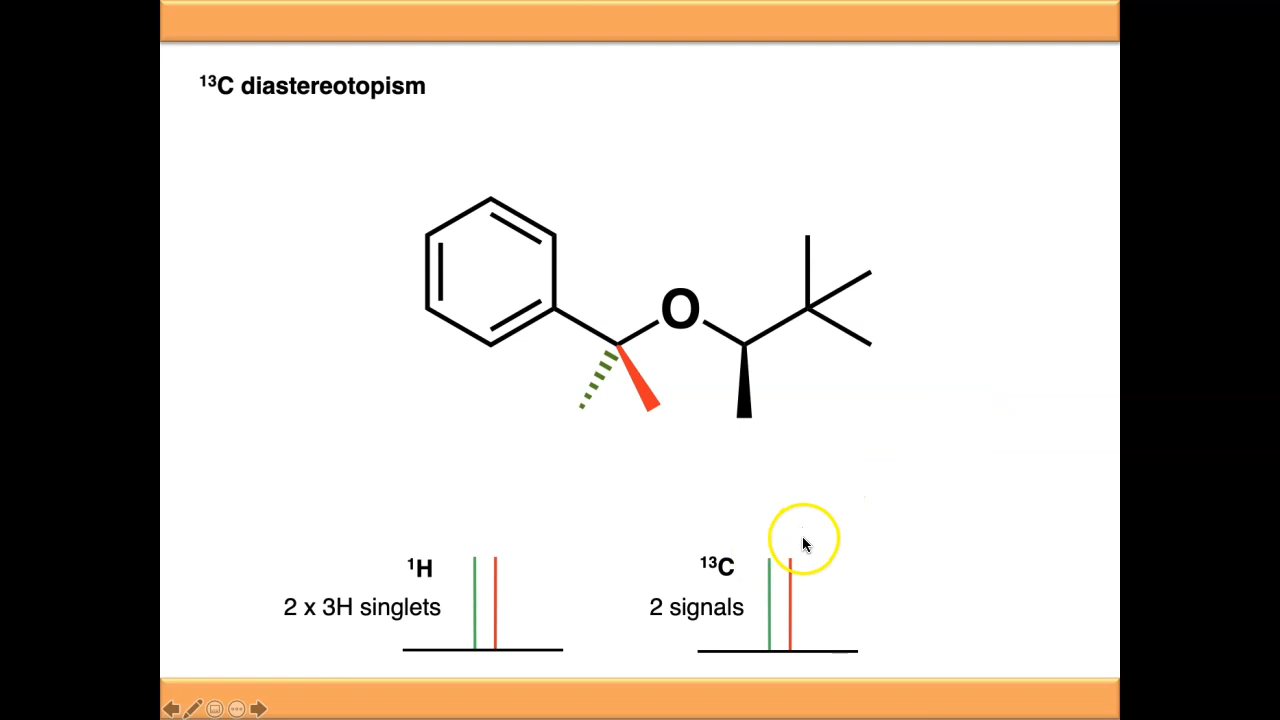 ¹³C diastereotopism
O
¹H
2 x 3H singlets
¹³C
2 signals